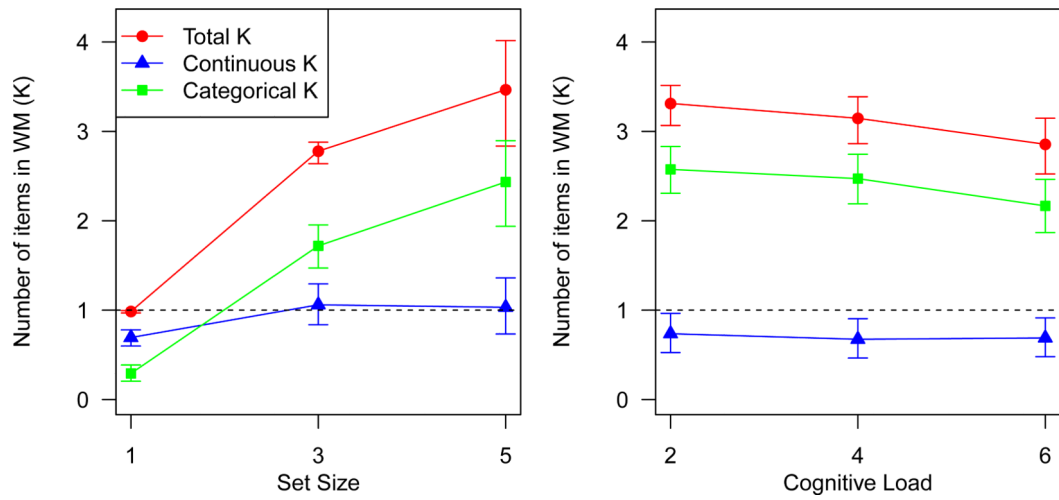 Number of items in WM (K)
4
3
2
1
0
Total K
Continuous K
Categorical K
1 3 5
Set Size
Number of items in WM (K)
4
3
2
1
0
2 4 6
Cognitive Load